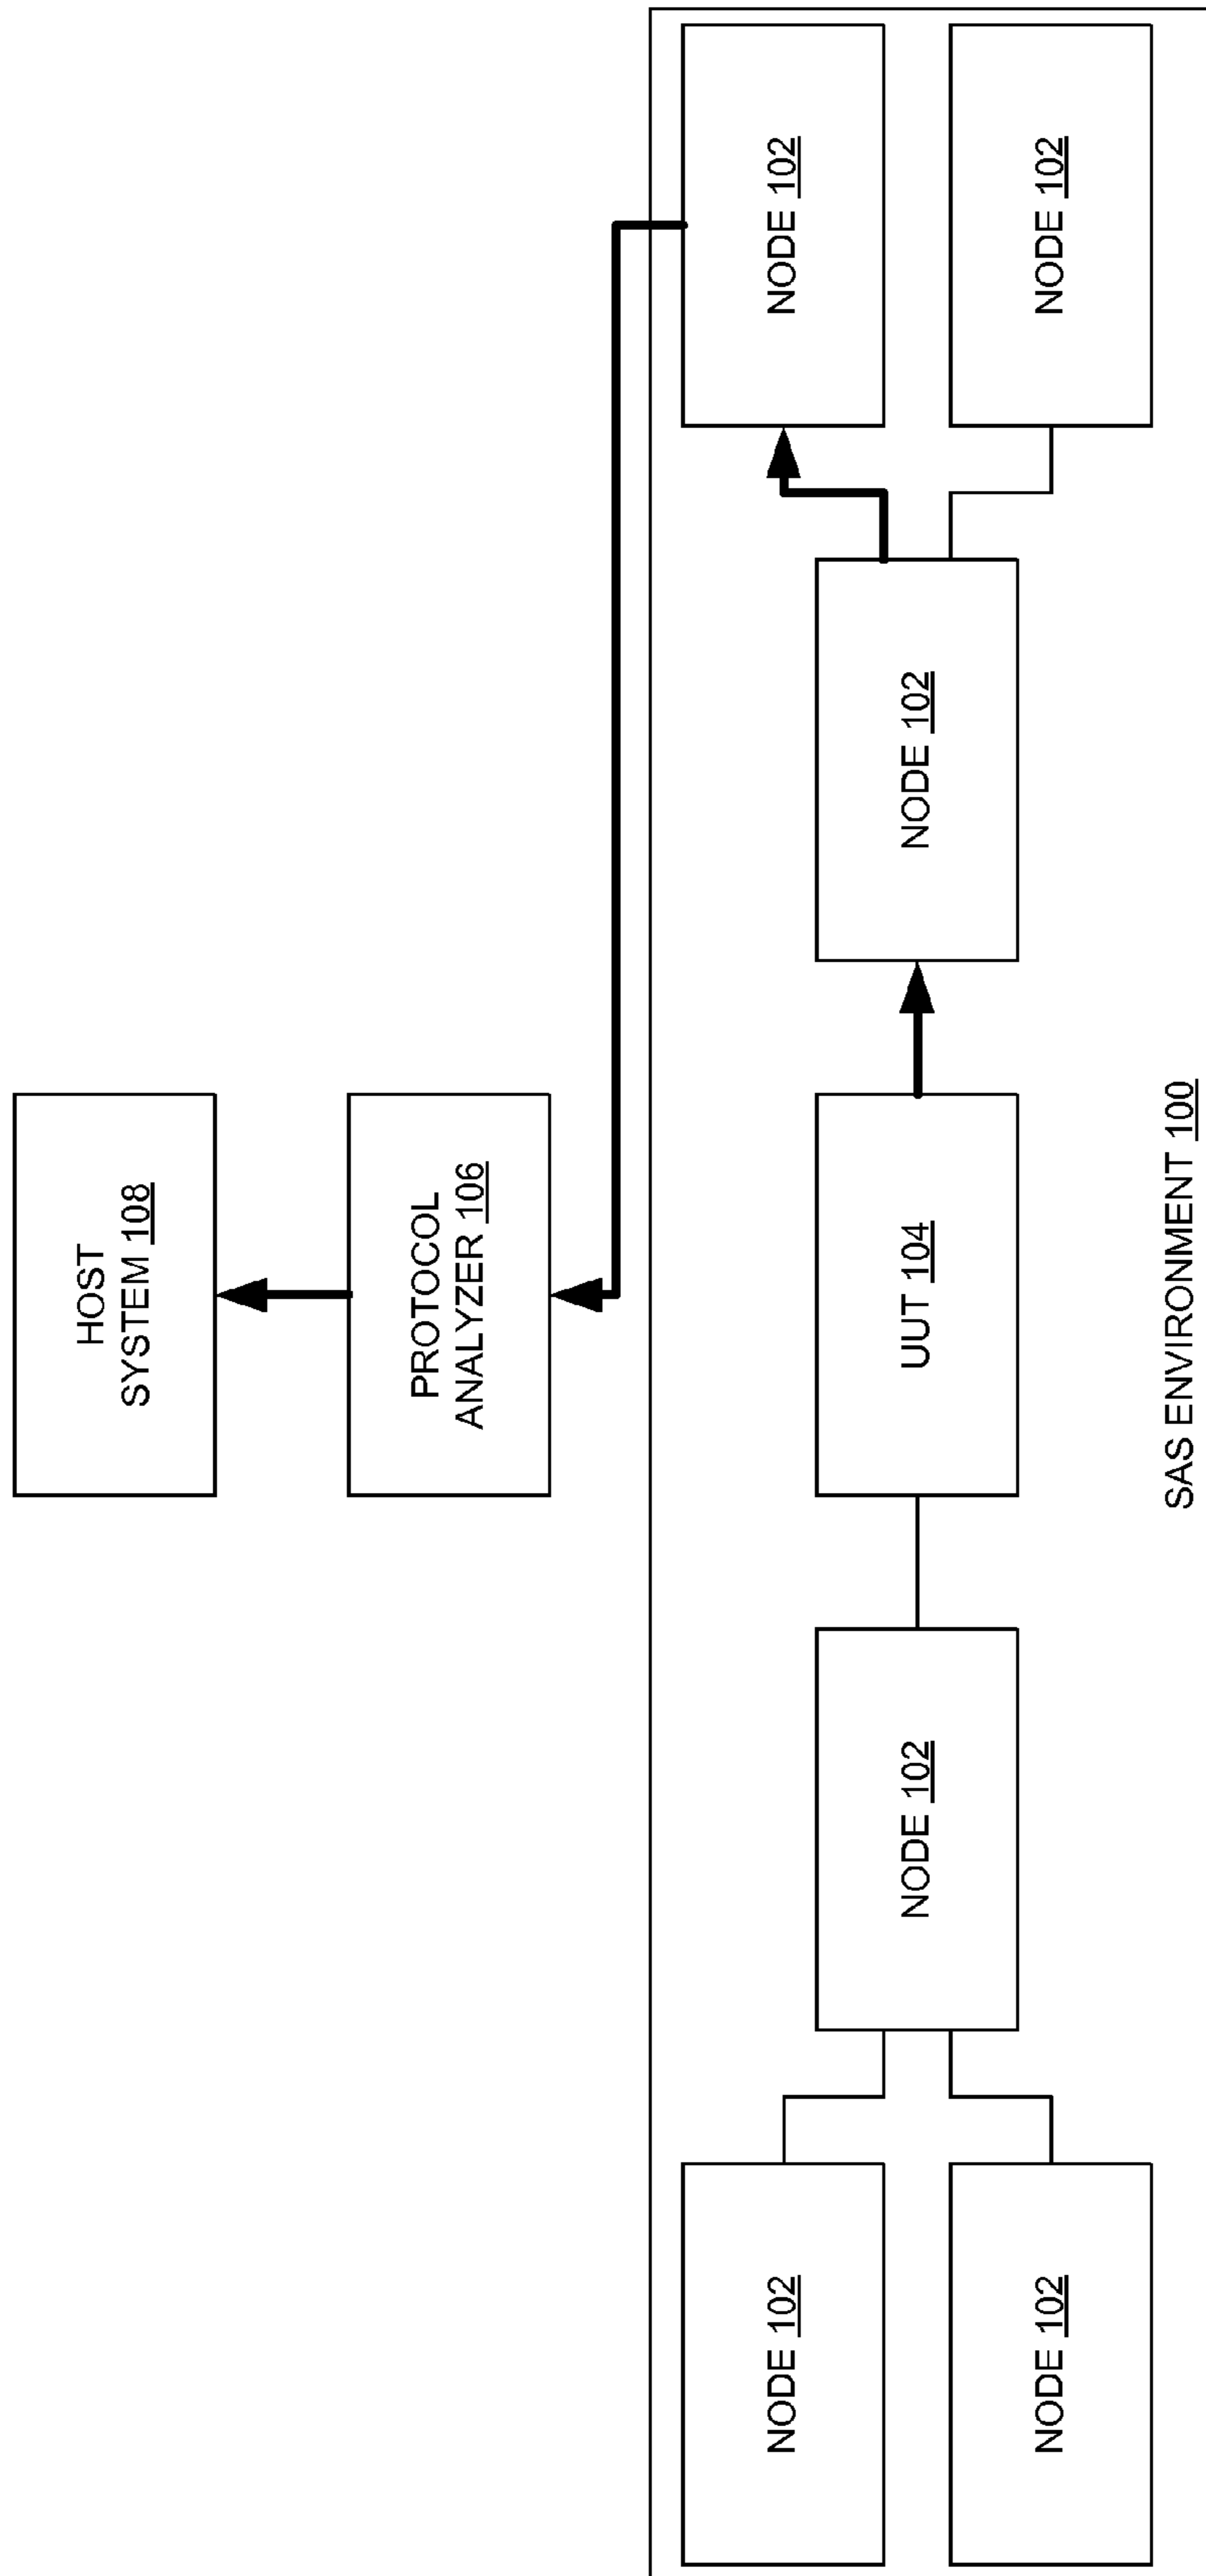 HOST
SYSTEM 108
PROTOCOL
ANALYZER 106
NODE 102
NODE 102
NODE 102
UUT 104
NODE 102
NODE 102
NODE 102
SAS ENVIRONMENT 100